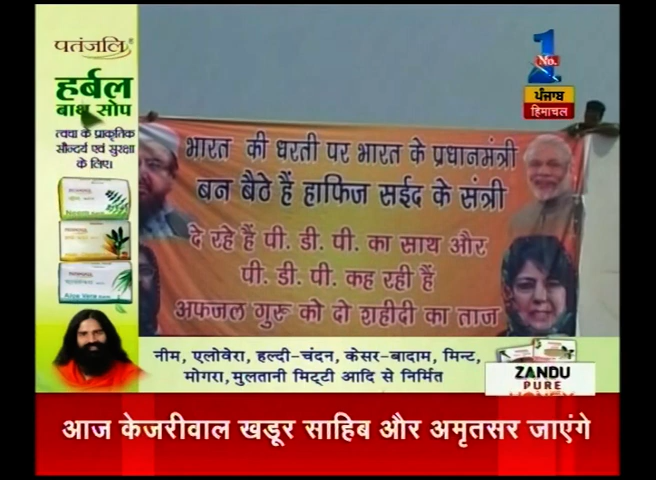 पतंजलि
हर्बल
बाथ सोप
त्वचा के प्राकृतिक
सौन्दर्य एवं सुरक्षा
के लिए।
No. 1
ਪੰਜਾਬ
हिमाचल
भारत की धरती पर भारत के प्रधानमंत्री
बन बैठे हैं हाफिज सईद के संत्री
दे रहे हैं पी. डी. पी. का साथ और
पी. डी. पी. कह रही हैं
अफजल गुरू को दो शहीदी का ताज
नीम, एलोवेरा, हल्दी-चंदन, केसर-बादाम, मिन्ट,
मोगरा, मुलतानी मिट्टी आदि से निर्मित
ZANDU
PURE
HONEY
आज केजरीवाल खडूर साहिब और अमृतसर जाएंगे